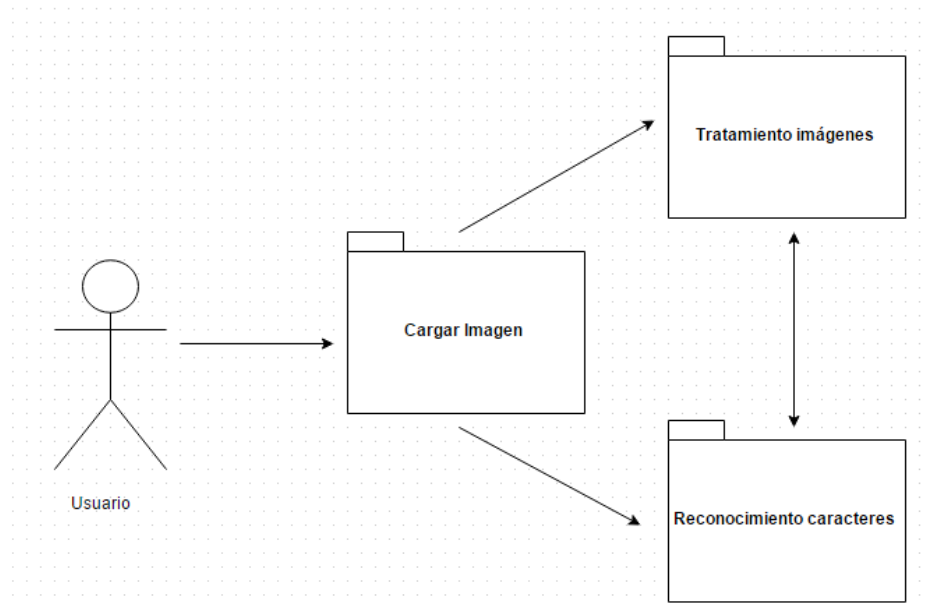 Tratamiento imágenes
Cargar Imagen
Usuario
Reconocimiento caracteres